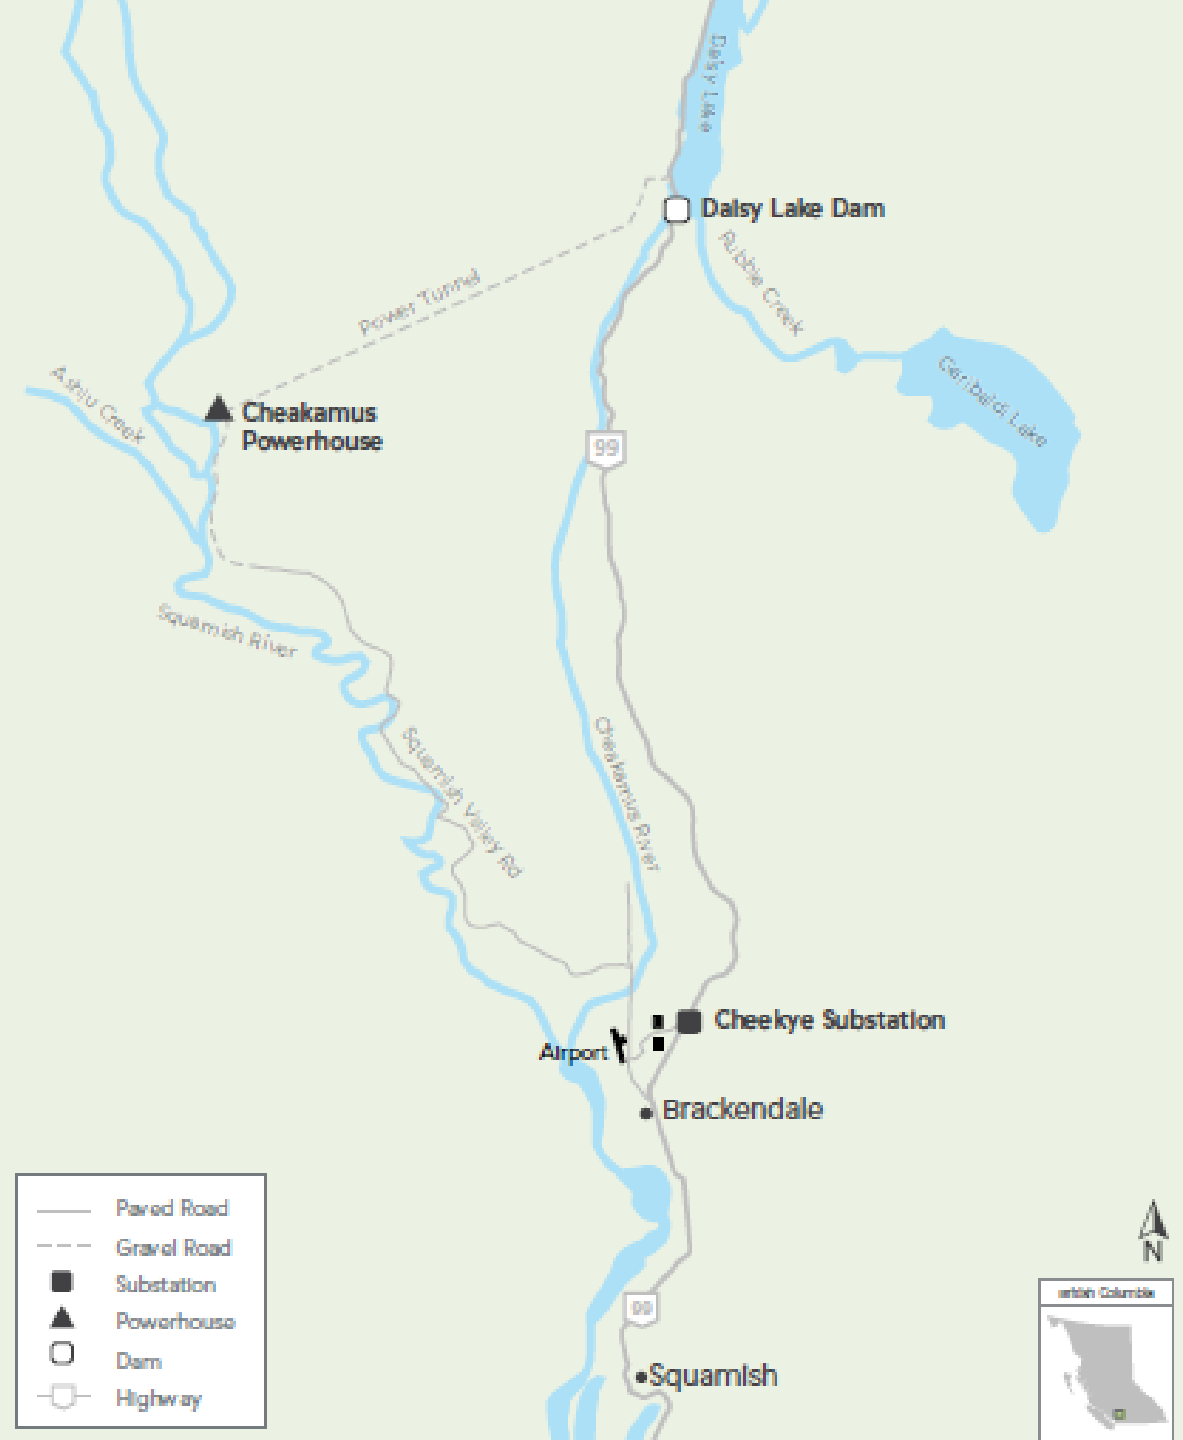 Daisy Lake
Daisy Lake Dam
Rubble Creek
Power Tunnel
Garibaldi Lake
Ashlu Creek
Cheakamus
Powerhouse
99
Squamish River
Squamish Valley Rd
Cheakamus River
Cheekye Substation
Airport
Brackendale
Paved Road
Gravel Road
Substation
Powerhouse
Dam
Highway
N
Columbia
99
Squamish